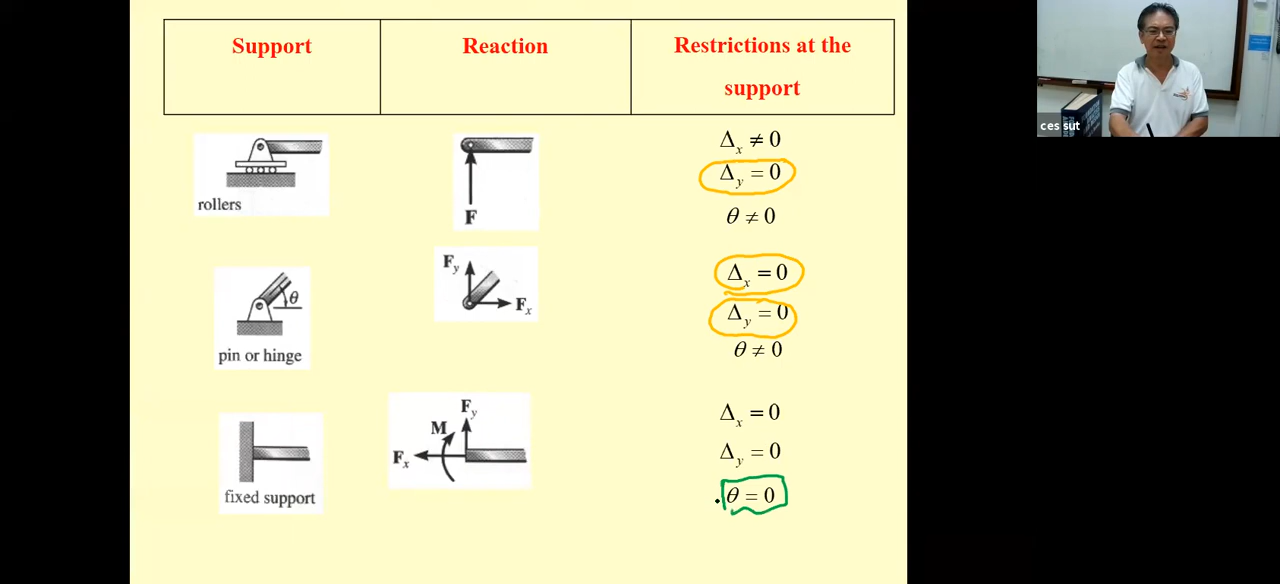 Support
Reaction
Restrictions at the
support
ces sut
rollers
F
Δx ≠ 0
Δy = 0
θ ≠ 0
θ
pin or hinge
Fy
Fx
Δx = 0
Δy = 0
θ ≠ 0
fixed support
Fy
M
Fx
Δx = 0
Δy = 0
θ = 0